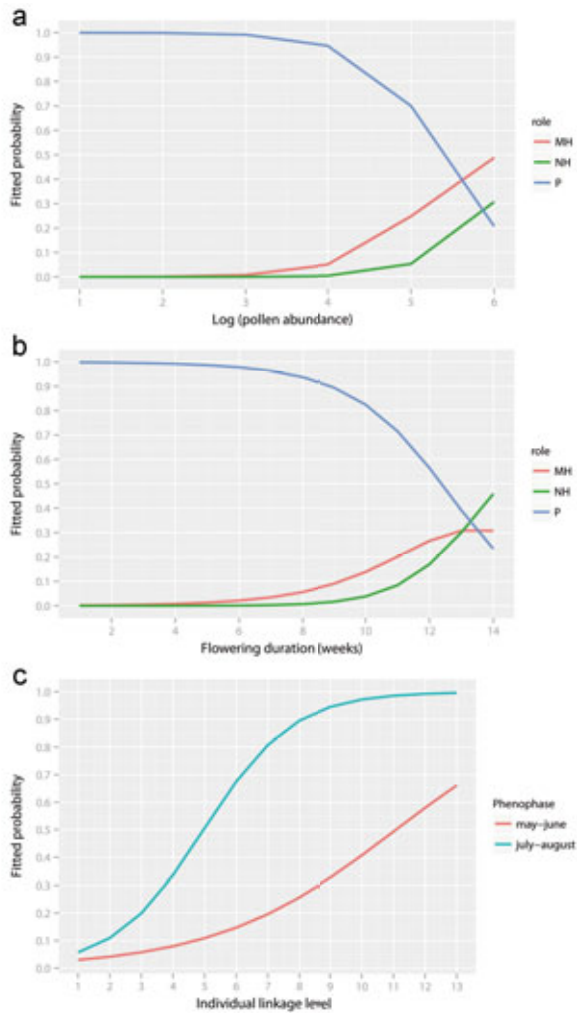 a
1.0
0.9
0.8
0.7
0.6
0.5
0.4
0.3
0.2
0.1
0.0
Fitted probability
1 2 3 4 5 6
Log (pollen abundance)
role
MH
NH
P
b
1.0
0.9
0.8
0.7
0.6
0.5
0.4
0.3
0.2
0.1
0.0
Fitted probability
2 4 6 8 10 12 14
Flowering duration (weeks)
role
MH
NH
P
c
1.0
0.9
0.8
0.7
0.6
0.5
0.4
0.3
0.2
0.1
0.0
Fitted probability
1 2 3 4 5 6 7 8 9 10 11 12 13
Individual linkage level
Phenophase
may-june
july-august